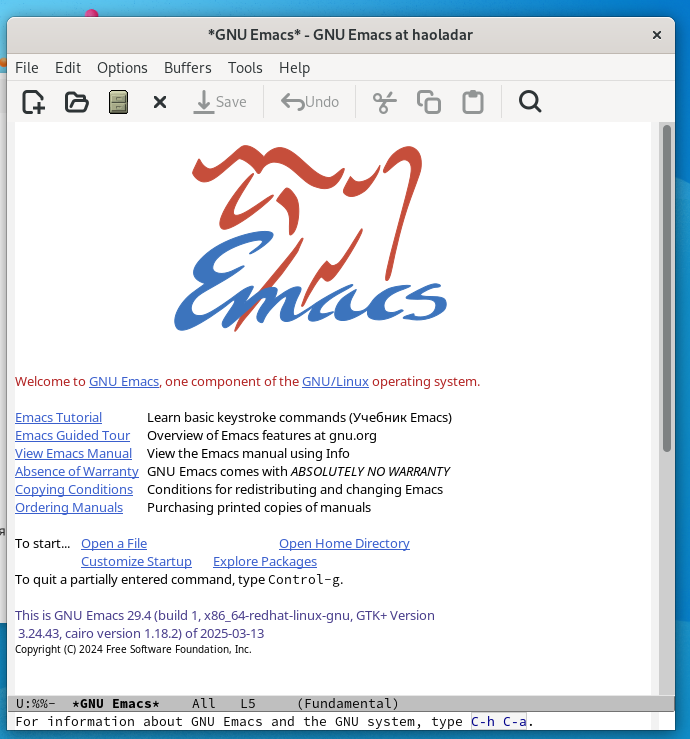 *GNU Emacs* - GNU Emacs at haoladar
File Edit Options Buffers Tools Help
Save Undo
Emacs
Welcome to GNU Emacs, one component of the GNU/Linux operating system.
Emacs Tutorial Learn basic keystroke commands (Учебник Emacs)
Emacs Guided Tour Overview of Emacs features at gnu.org
View Emacs Manual View the Emacs manual using Info
Absence of Warranty GNU Emacs comes with ABSOLUTELY NO WARRANTY
Copying Conditions Conditions for redistributing and changing Emacs
Ordering Manuals Purchasing printed copies of manuals
To start... Open a File Open Home Directory
Customize Startup Explore Packages
To quit a partially entered command, type Control-g.
This is GNU Emacs 29.4 (build 1, x86_64-redhat-linux-gnu, GTK+ Version
3.24.43, cairo version 1.18.2) of 2025-03-13
Copyright (C) 2024 Free Software Foundation, Inc.
U:%%- *GNU Emacs* All L5 (Fundamental)
For information about GNU Emacs and the GNU system, type C-h C-a.